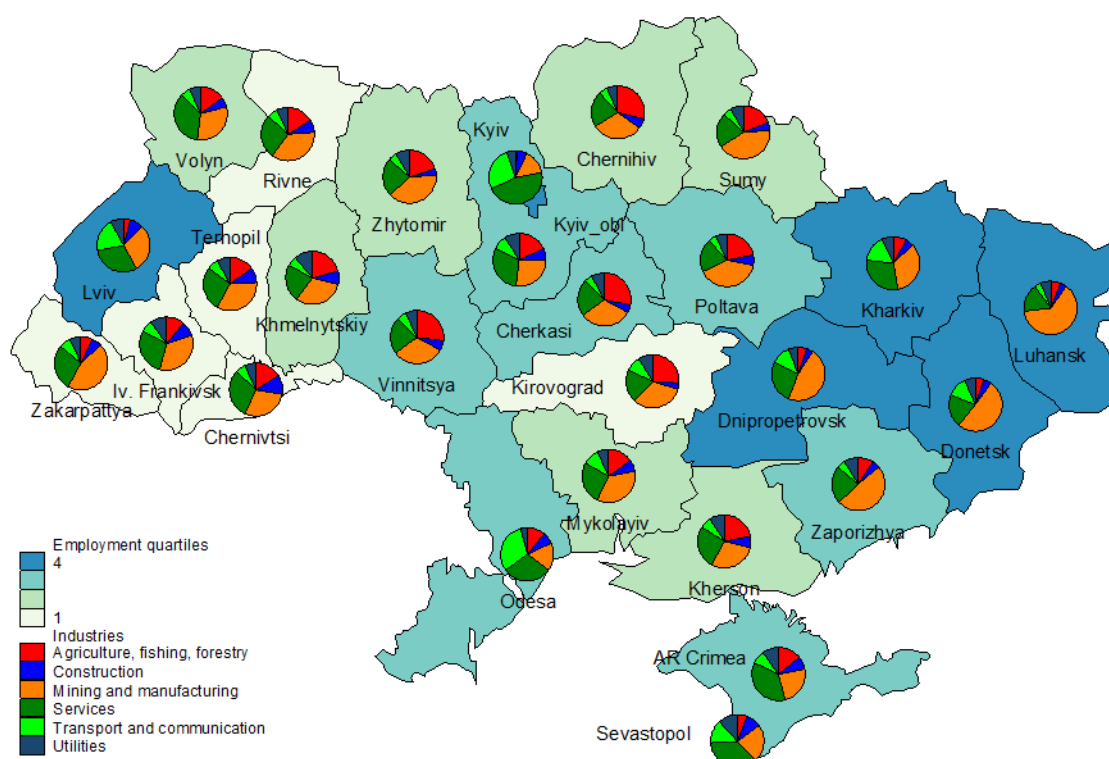 Kyiv
Volyn
Rivne
Chernihiv
Sumy
Zhytomir
Kyiv_obl
Ternopil
Lviv
Khmelnytskiy
Poltava
Kharkiv
Cherkasi
Luhansk
Vinnitsya
Zakarpattya
Iv. Frankivsk
Kirovograd
Chernivtsi
Dnipropetrovsk
Donetsk
Mykolayiv
Zaporizhya
Kherson
Odesa
AR Crimea
Sevastopol
Employment quartiles
4
1
Industries
Agriculture, fishing, forestry
Construction
Mining and manufacturing
Services
Transport and communication
Utilities